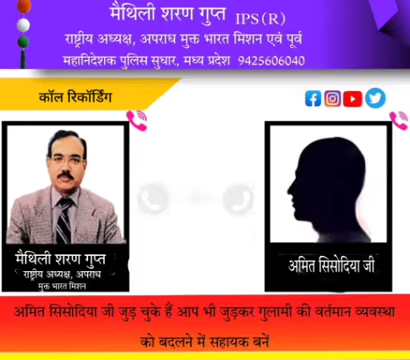 मैथिली शरण गुप्त IPS(R)
राष्ट्रीय अध्यक्ष, अपराध मुक्त भारत मिशन एवं पूर्व
महानिदेशक पुलिस सुधार, मध्य प्रदेश 9425606040
कॉल रिकॉर्डिंग
मैथिली शरण गुप्त
राष्ट्रीय अध्यक्ष, अपराध
मुक्त भारत मिशन
अमित सिसोदिया जी
अमित सिसोदिया जी जुड़ चुके हैं आप भी जुड़कर गुलामी की वर्तमान व्यवस्था
को बदलने में सहायक बनें